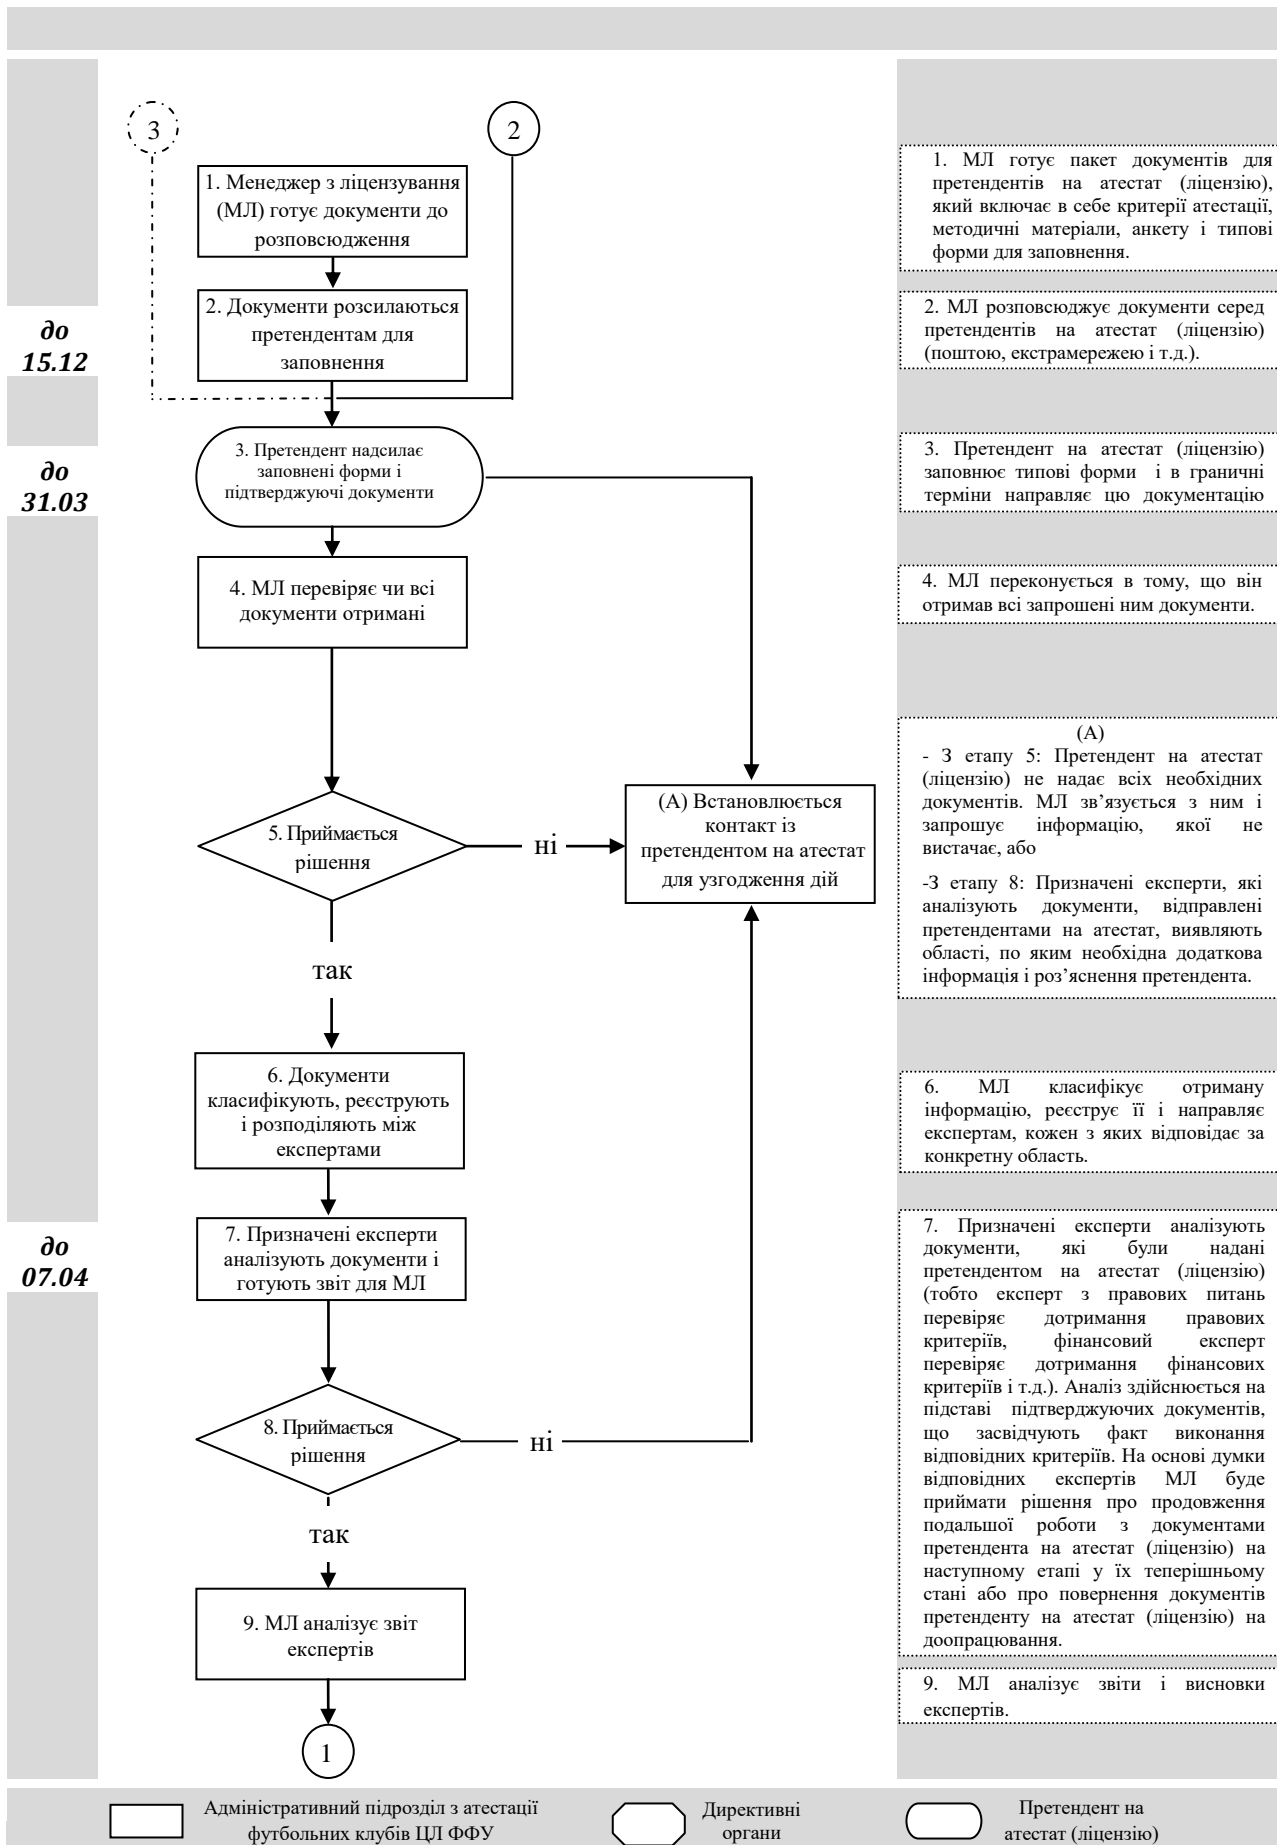 3
2
1. Менеджер з ліцензування
(МЛ) готує документи до
розповсюдження
1. МЛ готує пакет документів для
претендентів на атестат (ліцензію),
який включає в себе критерії атестації,
методичні матеріали, анкету і типові
форми для заповнення.
до
15.12
2. Документи розсилаються
претендентам для
заповнення
2. МЛ розповсюджує документи серед
претендентів на атестат (ліцензію)
(поштою, екстрамережею і т.д.).
до
31.03
3. Претендент надсилає
заповнені форми і
підтверджуючі документи
3. Претендент на атестат (ліцензію)
заповнює типові форми і в граничні
терміни направляє цю документацію
4. МЛ перевіряє чи всі
документи отримані
4. МЛ переконується в тому, що він
отримав всі запрошені ним документи.
5. Приймається
рішення
ні
(А) Встановлюється
контакт із
претендентом на атестат
для узгодження дій
(А)
- З етапу 5: Претендент на атестат
(ліцензію) не надає всіх необхідних
документів. МЛ зв’язується з ним і
запрошує інформацію, якої не
вистачає, або
-З етапу 8: Призначені експерти, які
аналізують документи, відправлені
претендентами на атестат, виявляють
області, по яким необхідна додаткова
інформація і роз’яснення претендента.
так
6. Документи
класифікують, реєструють
і розподіляють між
експертами
6. МЛ класифікує отриману
інформацію, реєструє її і направляє
експертам, кожен з яких відповідає за
конкретну область.
до
07.04
7. Призначені експерти
аналізують документи і
готують звіт для МЛ
7. Призначені експерти аналізують
документи, які були надані
претендентом на атестат (ліцензію)
(тобто експерт з правових питань
перевіряє дотримання правових
критеріїв, фінансовий експерт
перевіряє дотримання фінансових
критеріїв і т.д.). Аналіз здійснюється на
підставі підтверджуючих документів,
що засвідчують факт виконання
відповідних критеріїв. На основі думки
відповідних експертів МЛ буде
приймати рішення про продовження
подальшої роботи з документами
претендента на атестат (ліцензію) на
наступному етапі у їх теперішньому
стані або про повернення документів
претенденту на атестат (ліцензію) на
доопрацювання.
8. Приймається
рішення
ні
так
9. МЛ аналізує звіт
експертів
9. МЛ аналізує звіти і висновки
експертів.
1
Адміністративний підрозділ з атестації
футбольних клубів ЦЛ ФФУ
Директивні
органи
Претендент на
атестат (ліцензію)